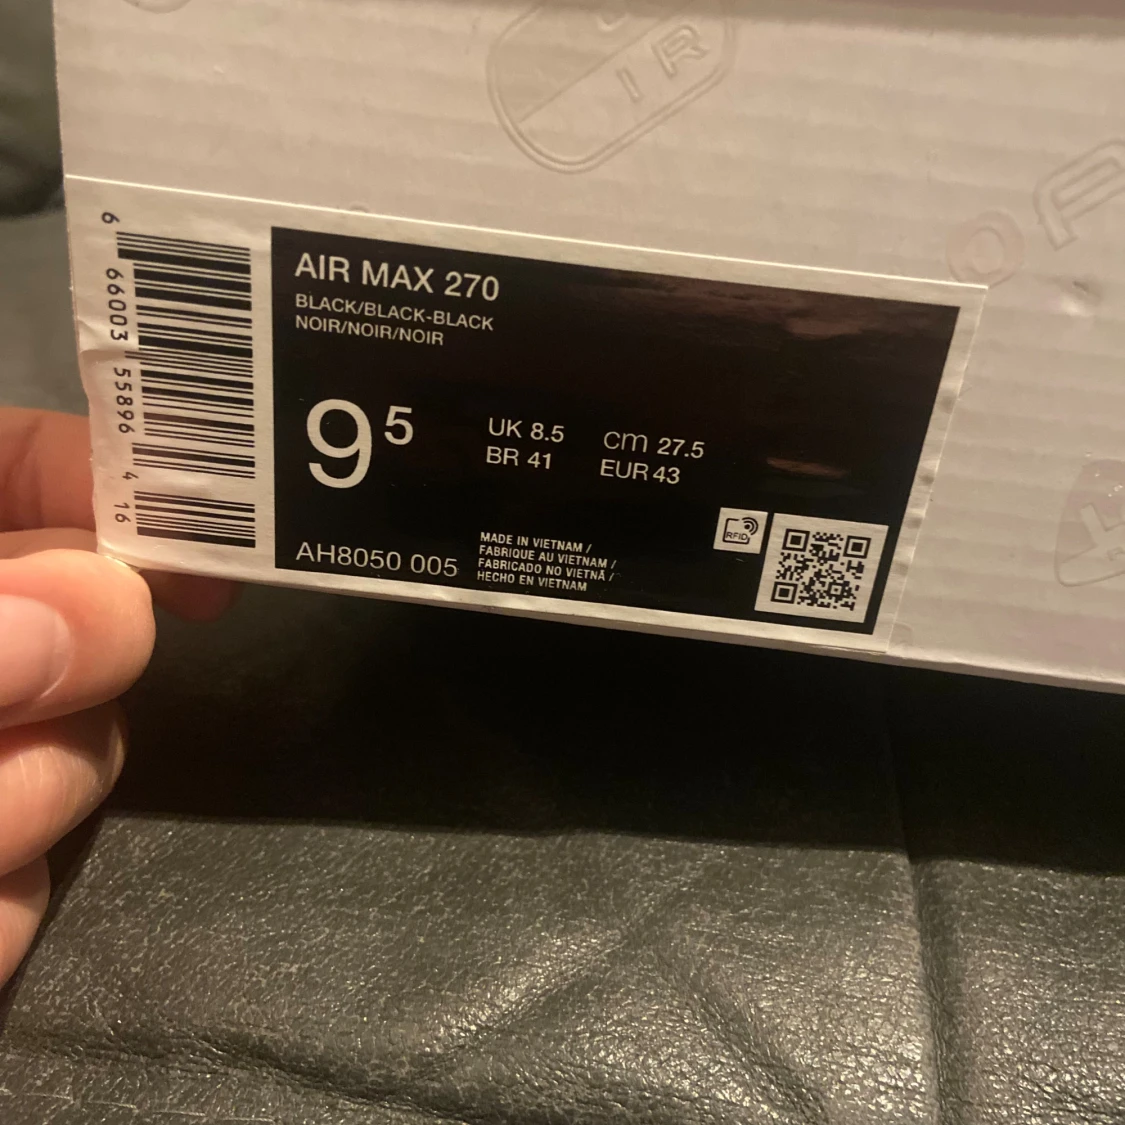 AIR
6 66003 55896 4 16
AIR MAX 270
BLACK/BLACK-BLACK
NOIR/NOIR/NOIR
9 5
UK 8.5 cm 27.5
BR 41 EUR 43
RFID
AH8050 005
MADE IN VIETNAM /
FABRIQUE AU VIETNAM /
FABRICADO NO VIETNÃ /
HECHO EN VIETNAM